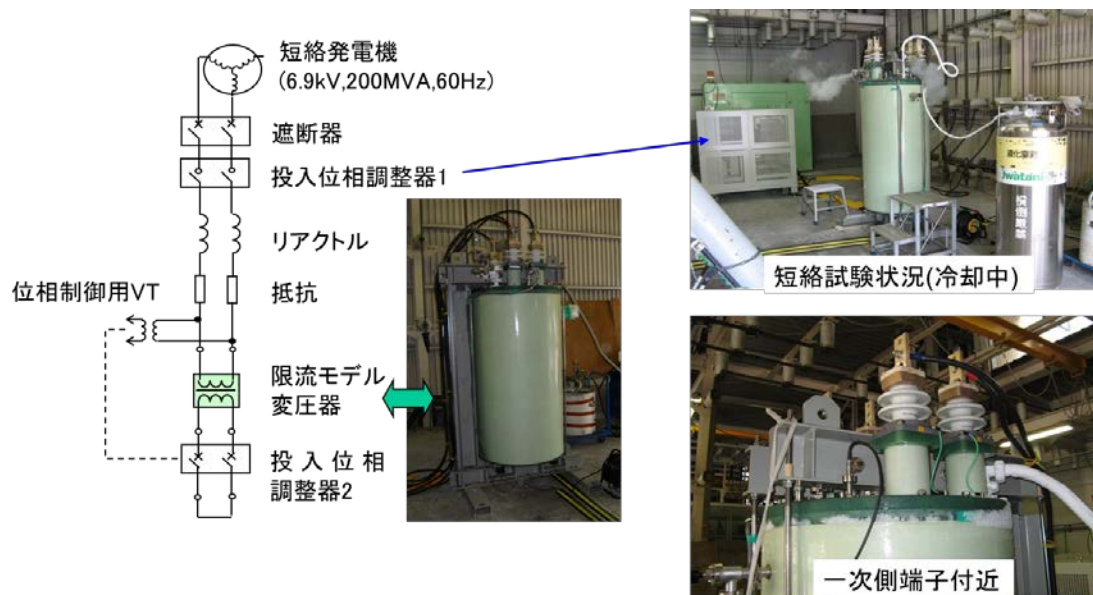 短絡発電機
(6.9kV,200MVA,60Hz)
遮断器
投入位相調整器1
リアクトル
位相制御用VT
抵抗
限流モデル
変圧器
投入位相
調整器2
Iwatani
短絡試験状況(冷却中)
一次側端子付近